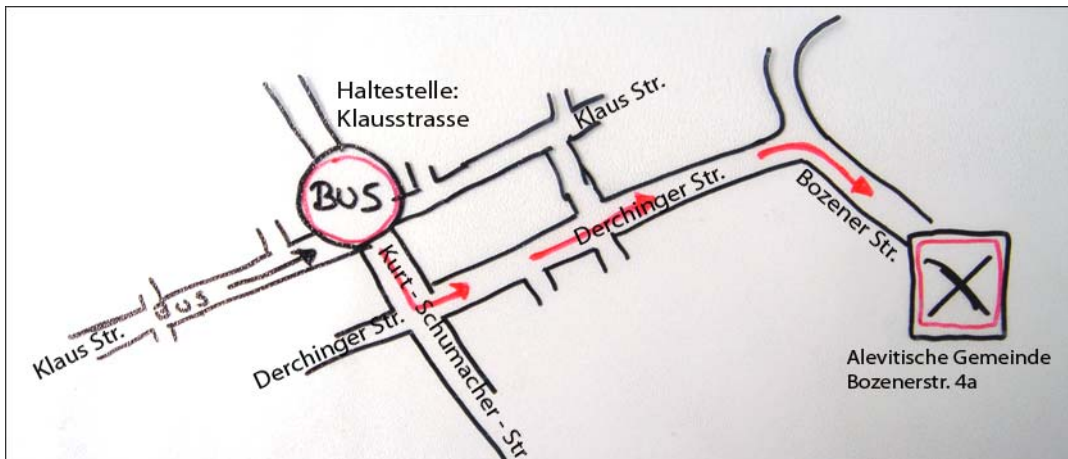 Haltestelle:
Klausstrasse
Klaus Str.
BUS
Derchinger Str.
Bozener Str.
Kurt - Schumacher - Str
BUS
Klaus Str.
Derchinger Str.
Alevitische Gemeinde
Bozenerstr. 4a